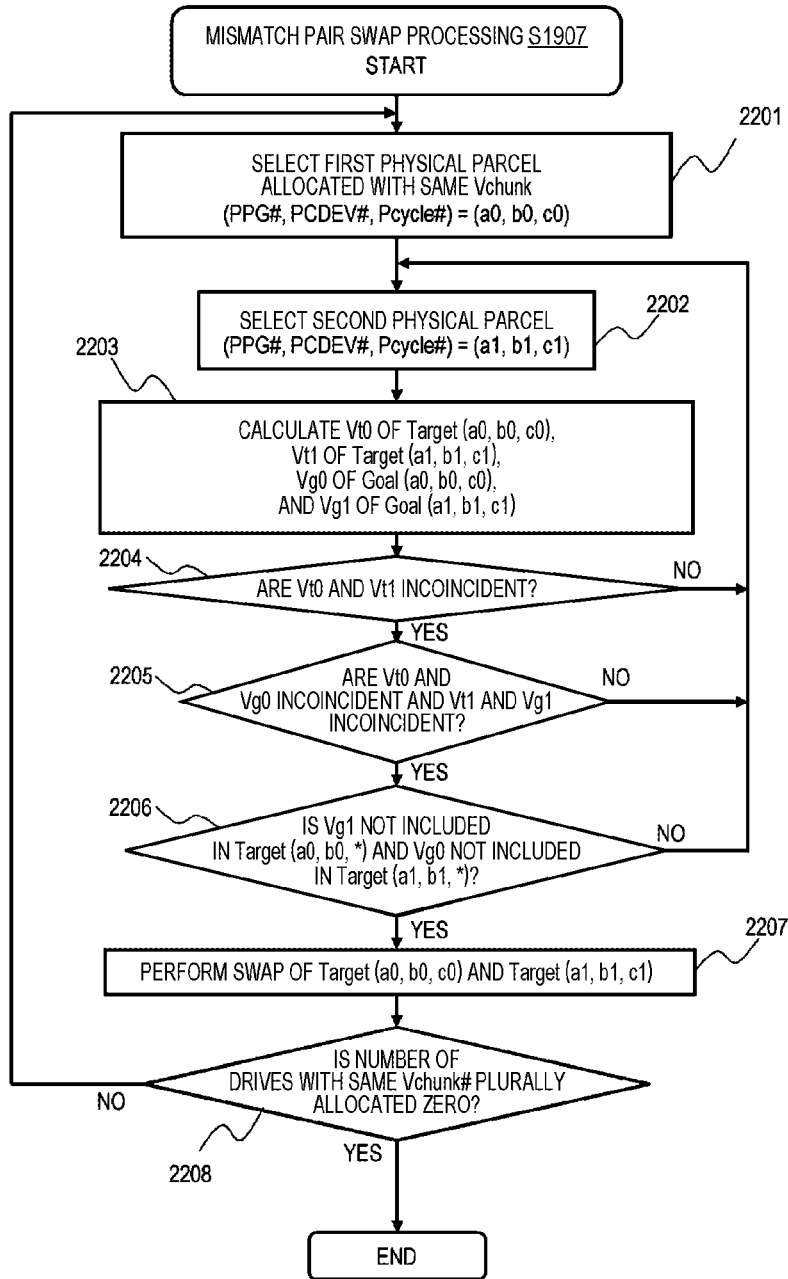 MISMATCH PAIR SWAP PROCESSING S1907
START
2201
SELECT FIRST PHYSICAL PARCEL
ALLOCATED WITH SAME Vchunk
(PPG#, PCDEV#, Pcycle#) = (a0, b0, c0)
2202
SELECT SECOND PHYSICAL PARCEL
(PPG#, PCDEV#, Pcycle#) = (a1, b1, c1)
2203
CALCULATE Vt0 OF Target (a0, b0, c0),
Vt1 OF Target (a1, b1, c1),
Vg0 OF Goal (a0, b0, c0),
AND Vg1 OF Goal (a1, b1, c1)
2204
ARE Vt0 AND Vt1 INCOINCIDENT?
NO
YES
2205
ARE Vt0 AND
Vg0 INCOINCIDENT AND Vt1 AND Vg1
INCOINCIDENT?
NO
YES
2206
IS Vg1 NOT INCLUDED
IN Target (a0, b0, *) AND Vg0 NOT INCLUDED
IN Target (a1, b1, *)?
NO
YES
2207
PERFORM SWAP OF Target (a0, b0, c0) AND Target (a1, b1, c1)
IS NUMBER OF
DRIVES WITH SAME Vchunk# PLURALLY
ALLOCATED ZERO?
NO
YES
2208
END